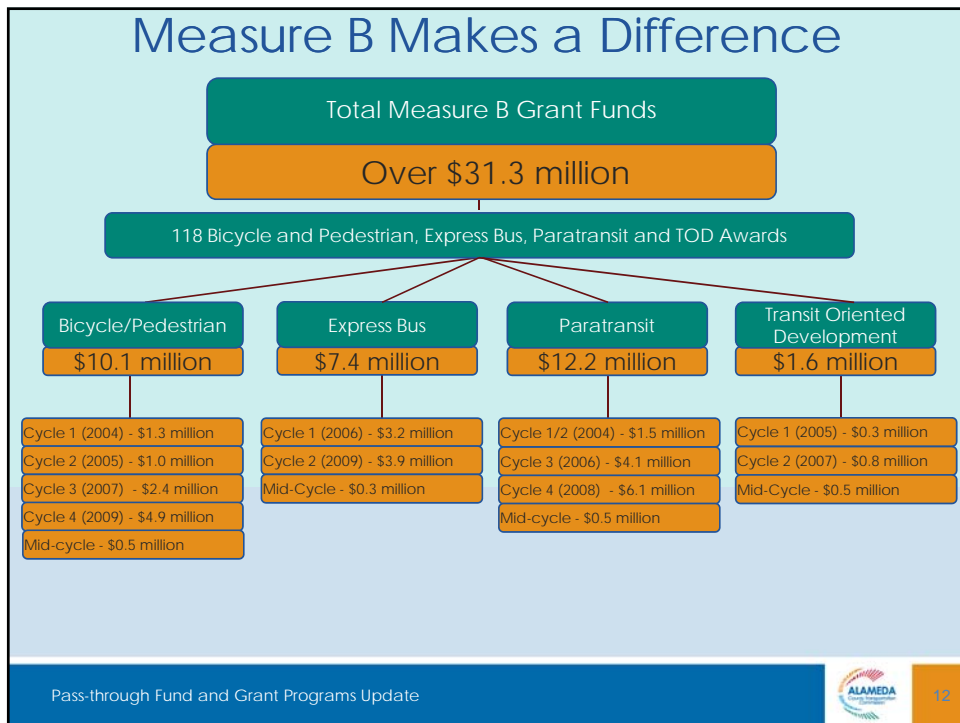 Measure B Makes a Difference
Total Measure B Grant Funds
Over $31.3 million
118 Bicycle and Pedestrian, Express Bus, Paratransit and TOD Awards
Bicycle/Pedestrian
$10.1 million
Cycle 1 (2004) - $1.3 million
Cycle 2 (2005) - $1.0 million
Cycle 3 (2007) - $2.4 million
Cycle 4 (2009) - $4.9 million
Mid-cycle - $0.5 million
Express Bus
$7.4 million
Cycle 1 (2006) - $3.2 million
Cycle 2 (2009) - $3.9 million
Mid-Cycle - $0.3 million
Paratransit
$12.2 million
Cycle 1/2 (2004) - $1.5 million
Cycle 3 (2006) - $4.1 million
Cycle 4 (2008) - $6.1 million
Mid-cycle - $0.5 million
Transit Oriented
Development
$1.6 million
Cycle 1 (2005) - $0.3 million
Cycle 2 (2007) - $0.8 million
Mid-Cycle - $0.5 million
Pass-through Fund and Grant Programs Update
ALAMEDA
County Transportation
Commission
12